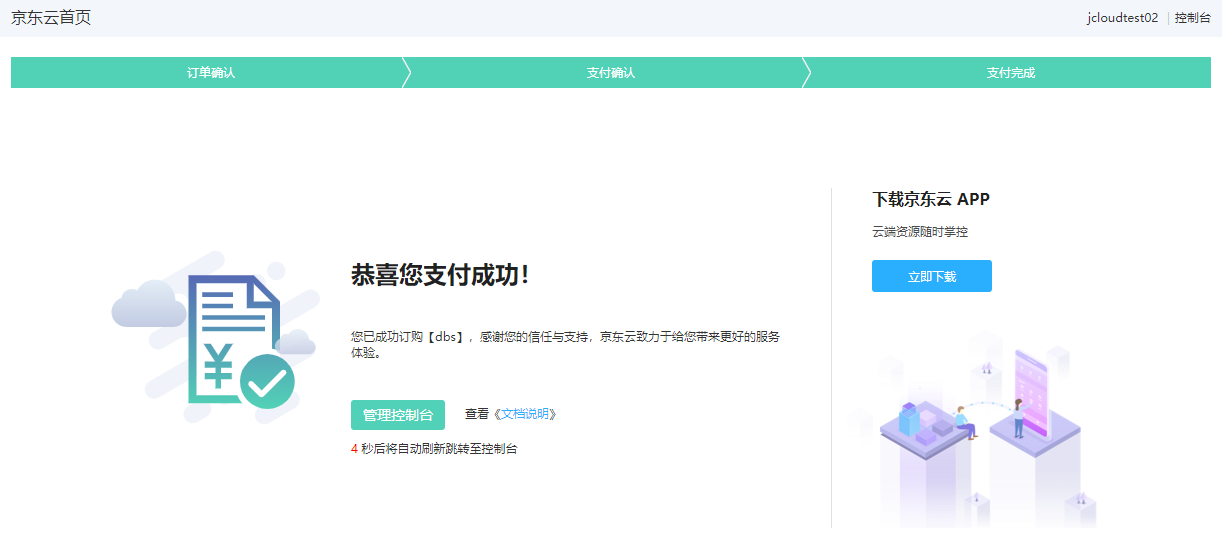 京东云首页
jcloudtest02 | 控制台
订单确认
支付确认
支付完成
恭喜您支付成功！
您已成功订购【dbs】，感谢您的信任与支持，京东云致力于给您带来更好的服务
体验。
管理控制台 查看《文档说明》
4 秒后将自动刷新跳转至控制台
下载京东云 APP
云端资源随时掌控
立即下载